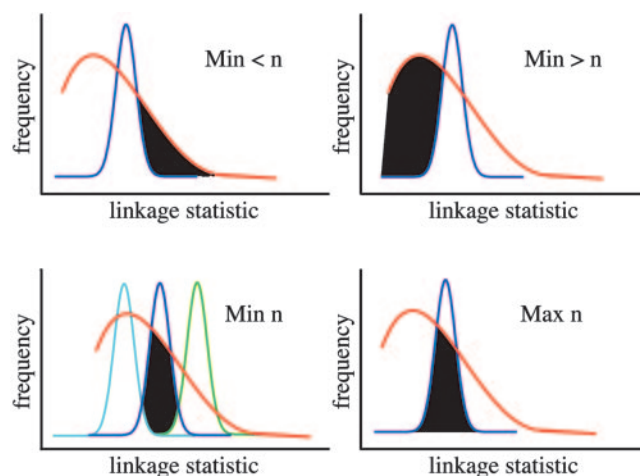 frequency
Min < n
linkage statistic
frequency
Min > n
linkage statistic
frequency
Min n
linkage statistic
frequency
Max n
linkage statistic